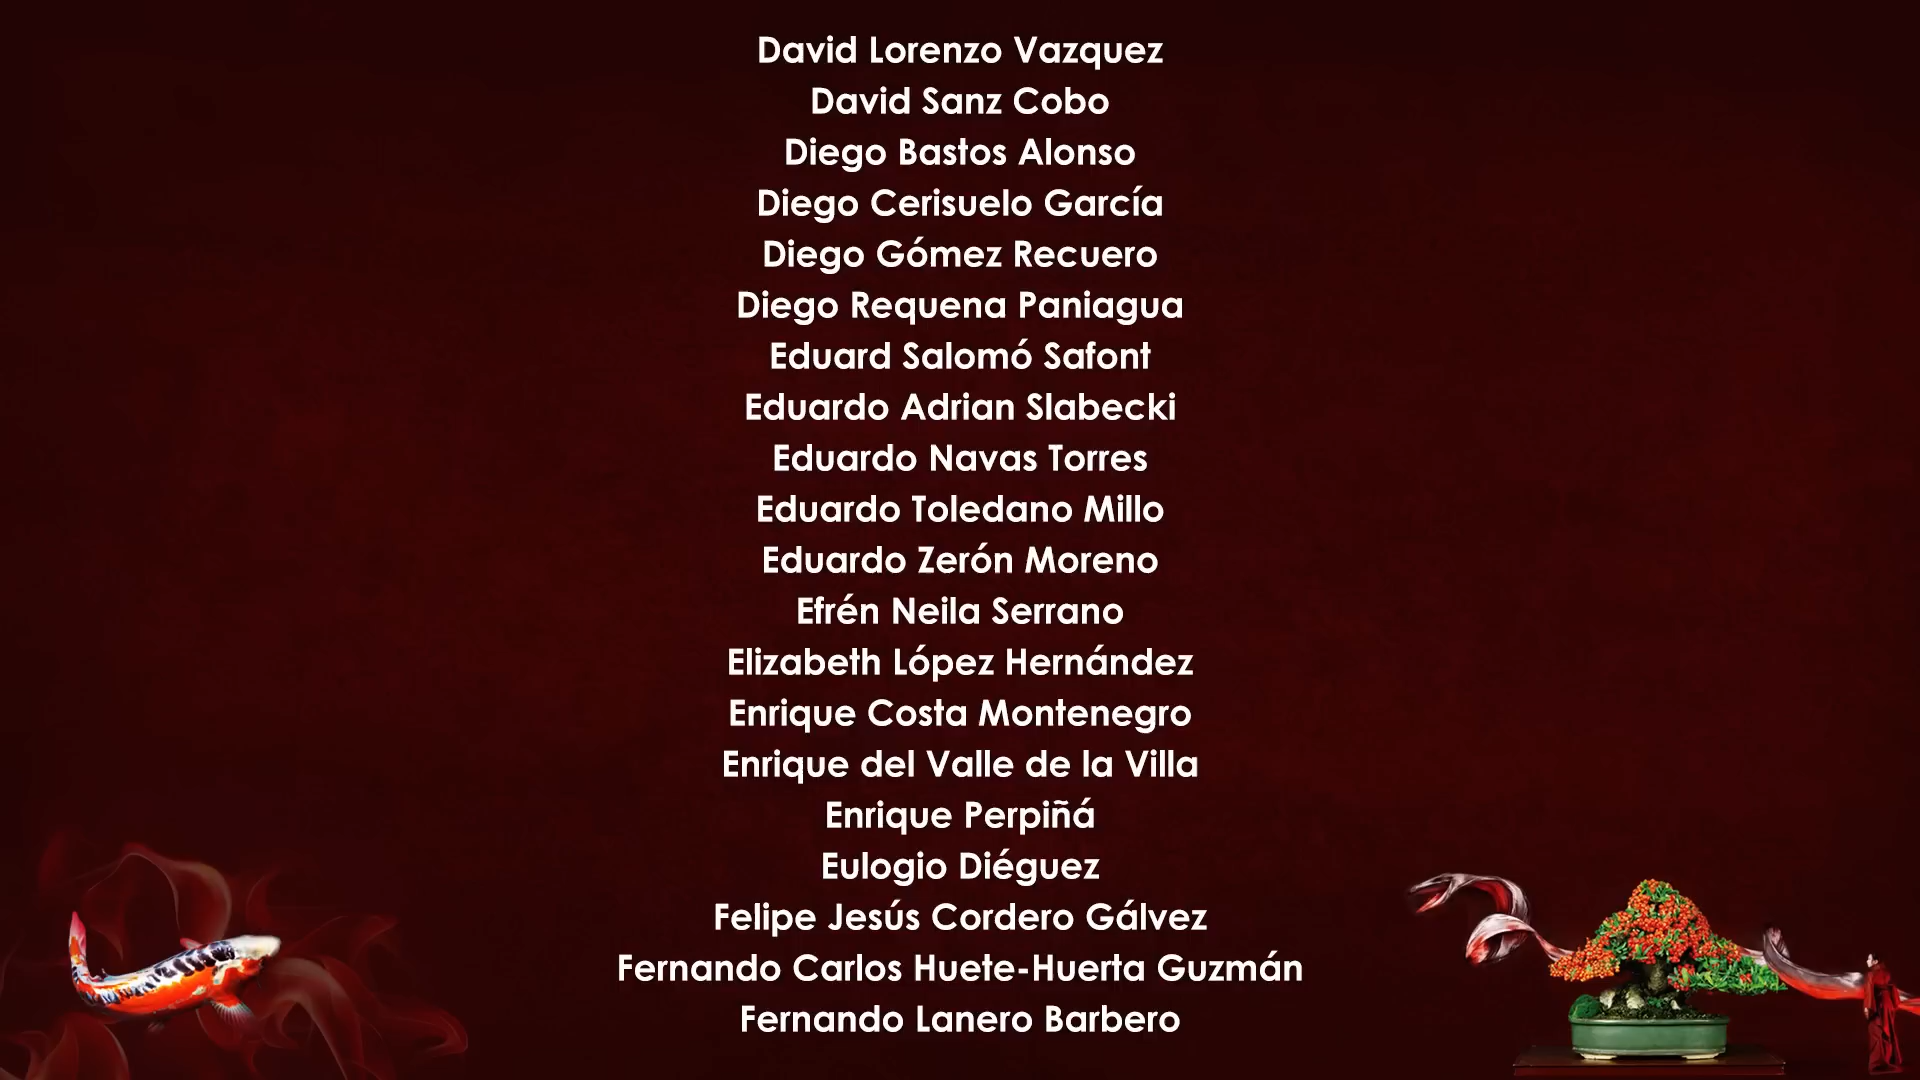 David Lorenzo Vazquez
David Sanz Cobo
Diego Bastos Alonso
Diego Cerisuelo García
Diego Gómez Recuero
Diego Requena Paniagua
Eduard Salomó Safont
Eduardo Adrian Slabecki
Eduardo Navas Torres
Eduardo Toledano Millo
Eduardo Zerón Moreno
Efrén Neila Serrano
Elizabeth López Hernández
Enrique Costa Montenegro
Enrique del Valle de la Villa
Enrique Perpiñá
Eulogio Diéguez
Felipe Jesús Cordero Gálvez
Fernando Carlos Huete-Huerta Guzmán
Fernando Lanero Barbero